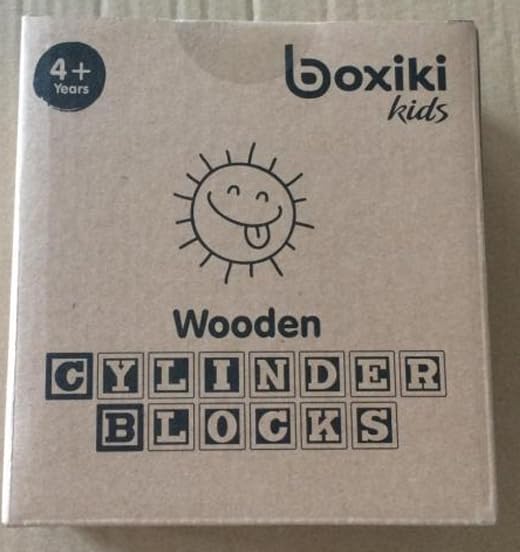 4+
Years
boxiki
kids
Wooden
CYLINDER
BLOCKS